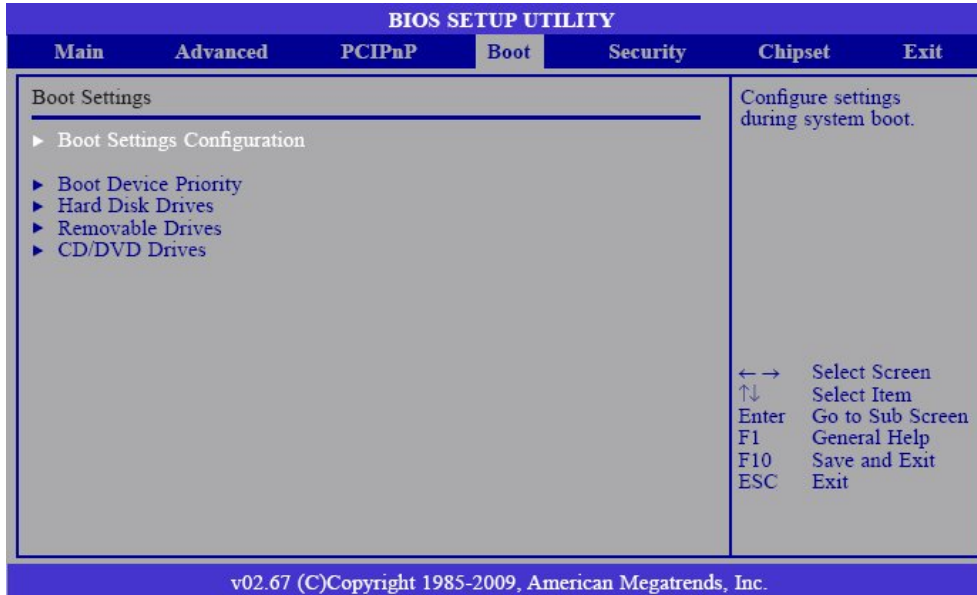 BIOS SETUP UTILITY
Main Advanced PCIPnP Boot Security Chipset Exit
Boot Settings
► Boot Settings Configuration
► Boot Device Priority
► Hard Disk Drives
► Removable Drives
► CD/DVD Drives
Configure settings
during system boot.
←→ Select Screen
↑↓ Select Item
Enter Go to Sub Screen
F1 General Help
F10 Save and Exit
ESC Exit
v02.67 (C)Copyright 1985-2009, American Megatrends, Inc.